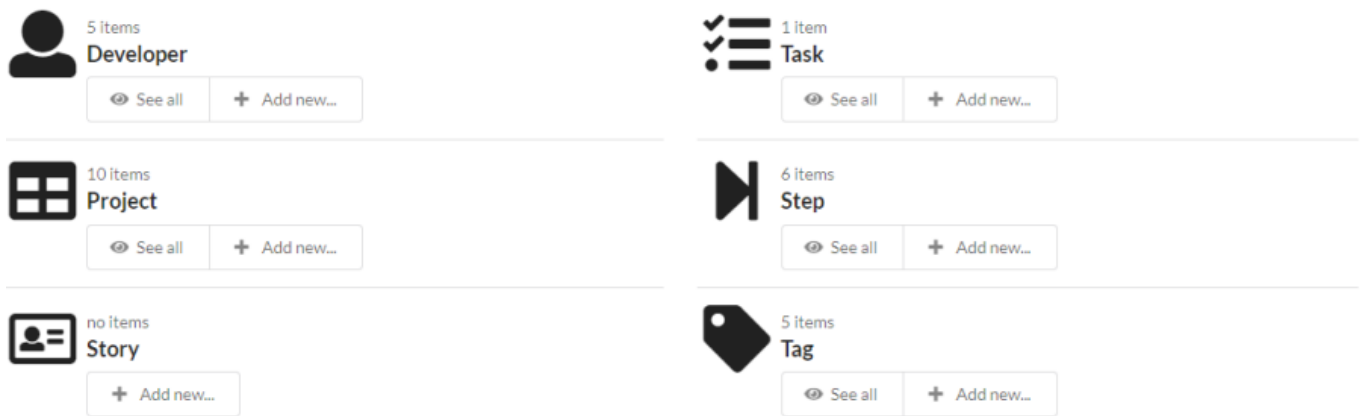 5 items
Developer
See all
Add new...
1 item
Task
See all
Add new...
10 items
Project
See all
Add new...
6 items
Step
See all
Add new...
no items
Story
Add new...
5 items
Tag
See all
Add new...